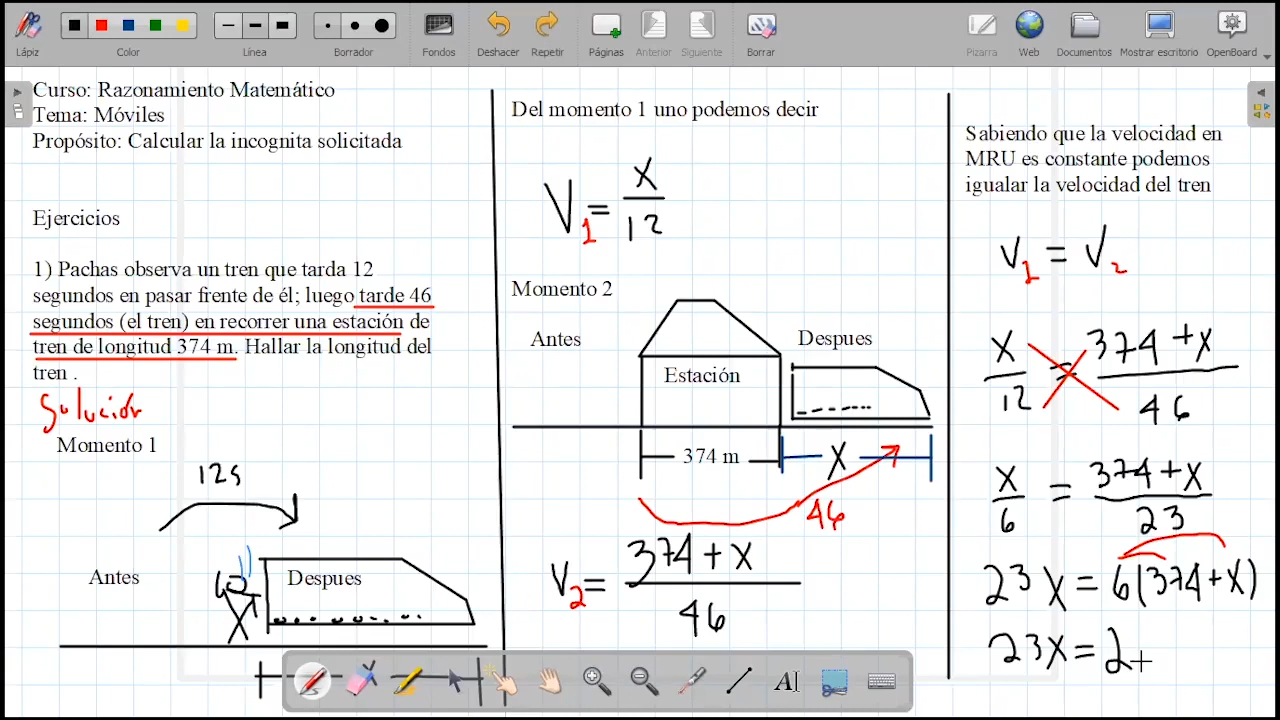 Lápiz
Color
Línea
Borrador
Fondos
Deshacer
Repetir
Páginas
Anterior
Siguiente
Borrar
Pizarra
Web
Documentos
Mostrar escritorio
OpenBoard
Curso: Razonamiento Matemático
Tema: Móviles
Propósito: Calcular la incognita solicitada
Ejercicios
1) Pachas observa un tren que tarda 12
segundos en pasar frente de él; luego tarde 46
segundos (el tren) en recorrer una estación de
tren de longitud 374 m. Hallar la longitud del
tren .
Solución
Momento 1
12s
Antes
Despues
Del momento 1 uno podemos decir
V1 = X/12
Momento 2
Antes
Despues
Estación
374 m
X
46
V2 = 374 + X / 46
Sabiendo que la velocidad en
MRU es constante podemos
igualar la velocidad del tren
V1 = V2
X/12 = 374 + X / 46
X/6 = 374 + X / 23
23X = 6(374+X)
23X = 2